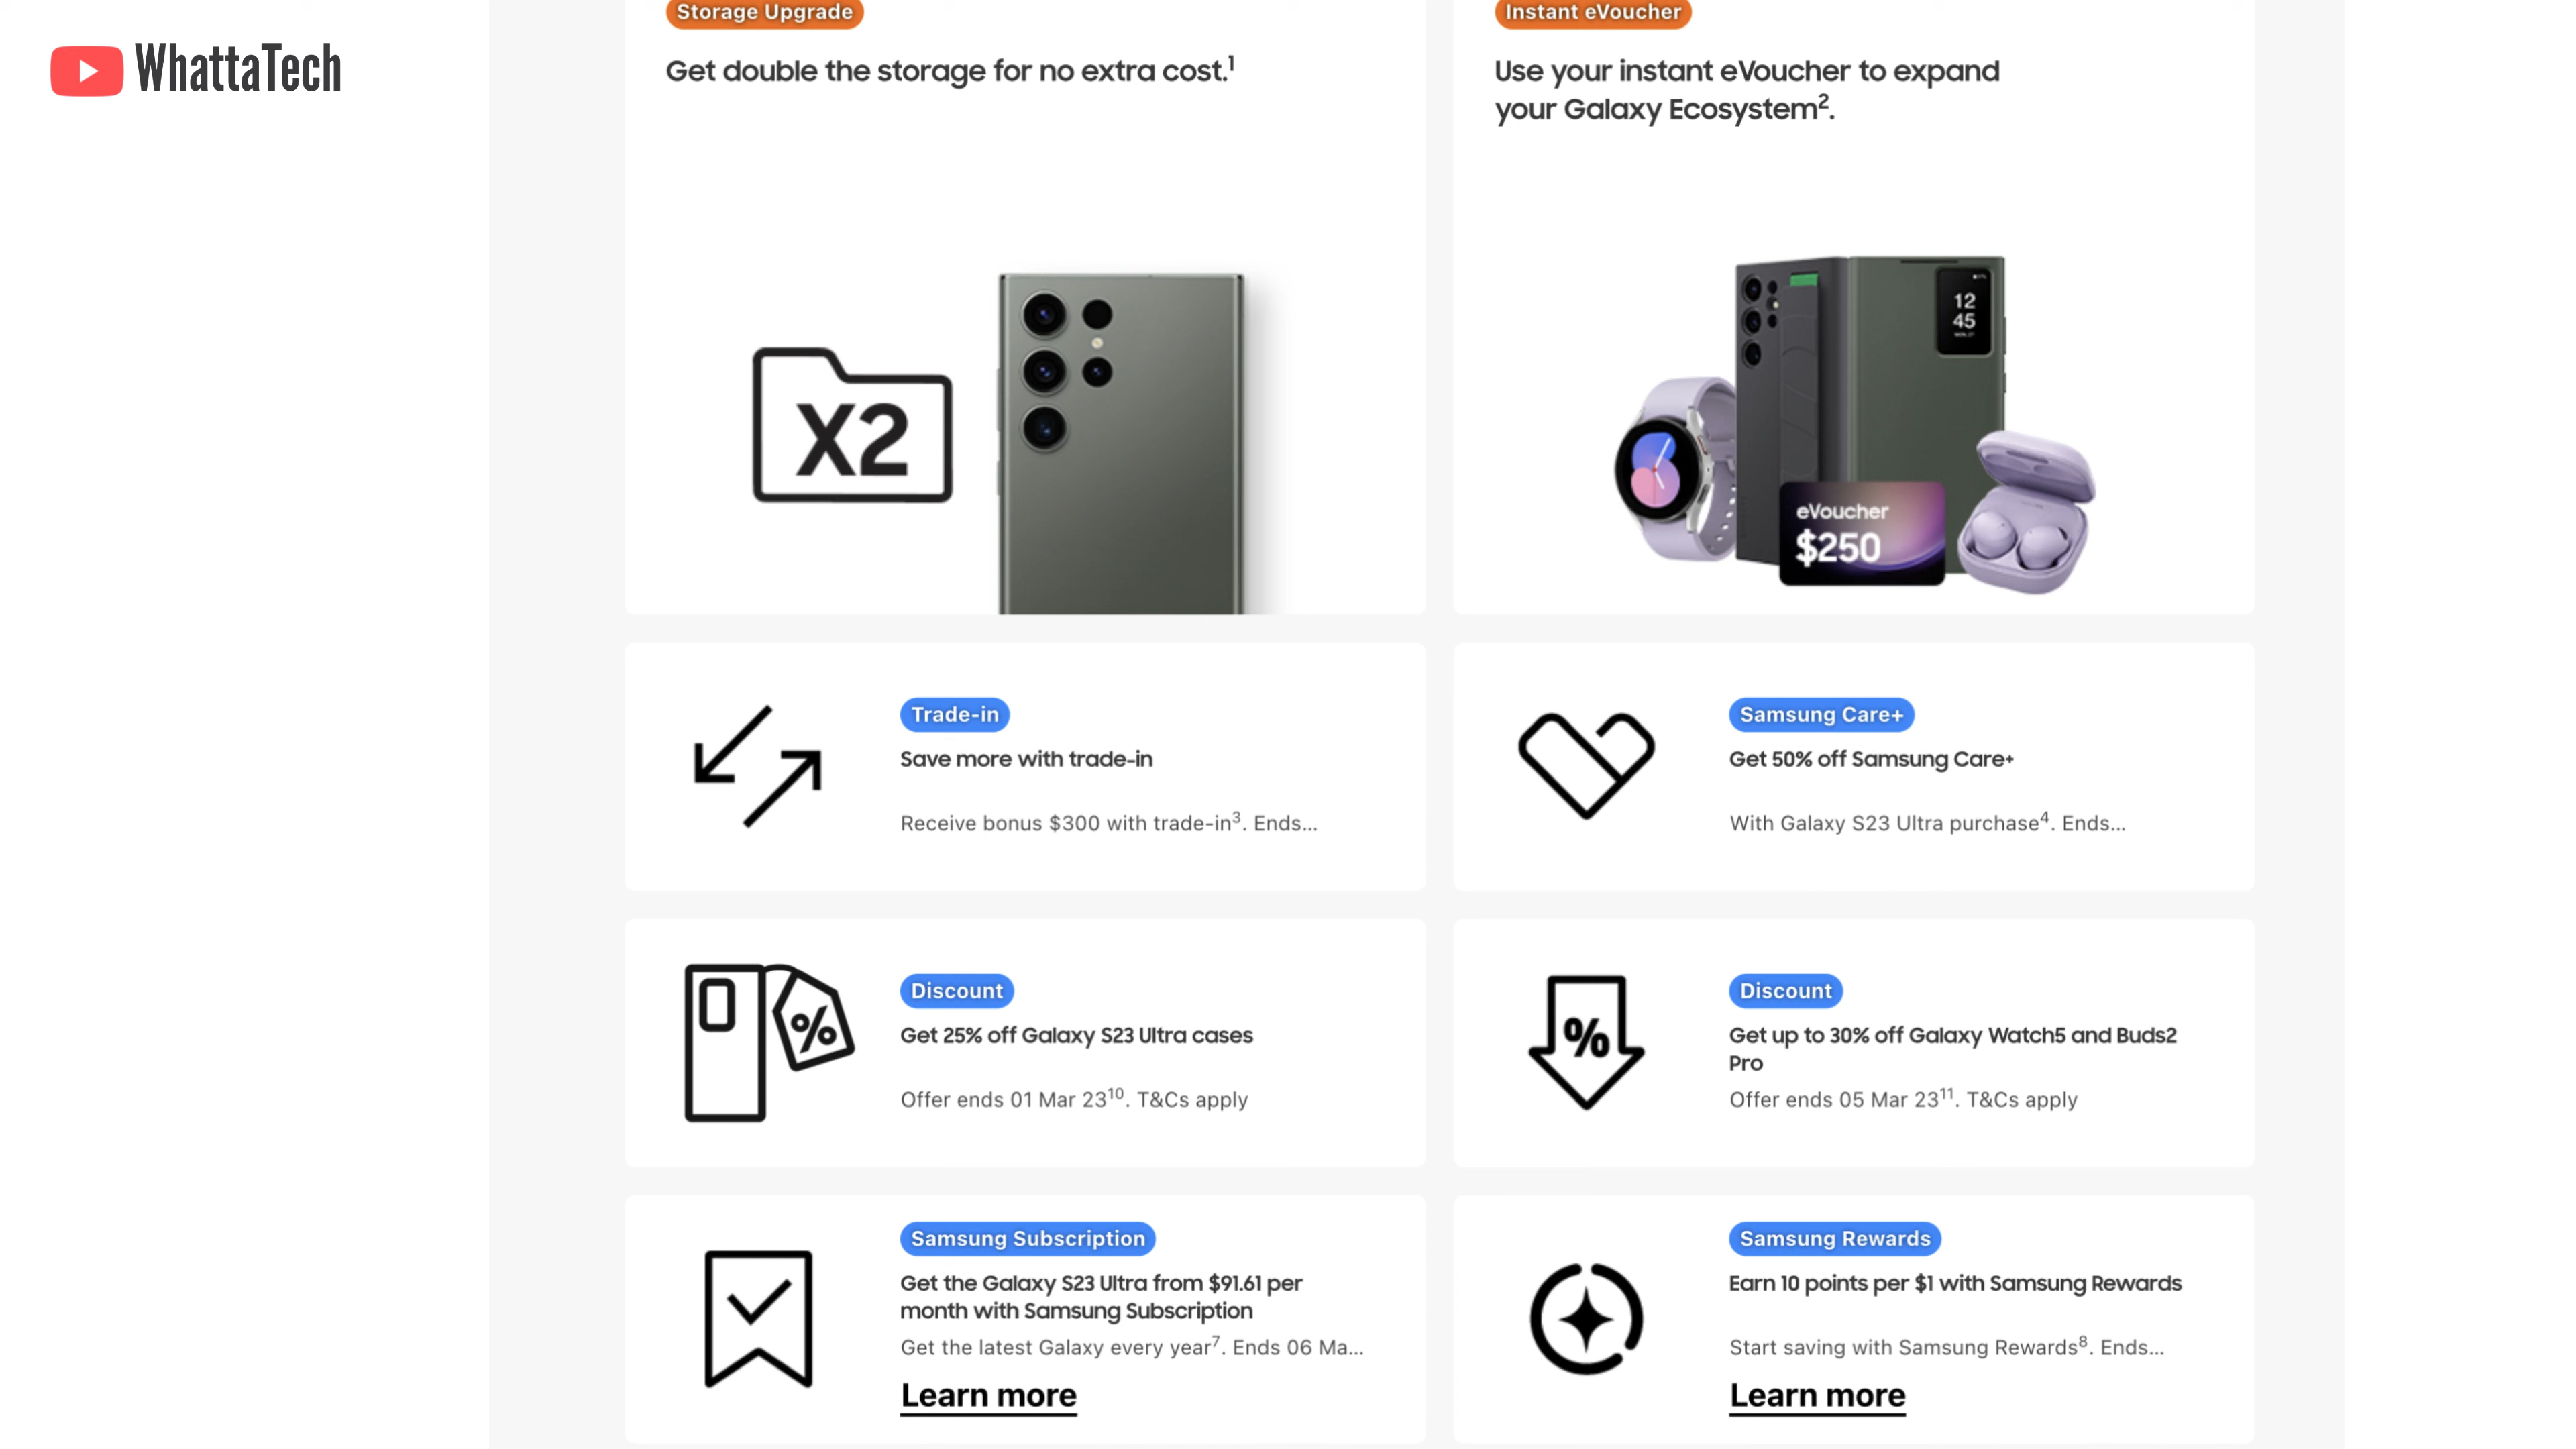 WhattaTech
Storage Upgrade
Get double the storage for no extra cost.¹
X2
Instant eVoucher
Use your instant eVoucher to expand
your Galaxy Ecosystem².
12
45
eVoucher
$250
Trade-in
Save more with trade-in
Receive bonus $300 with trade-in³. Ends...
Samsung Care+
Get 50% off Samsung Care+
With Galaxy S23 Ultra purchase⁴. Ends...
%
Discount
Get 25% off Galaxy S23 Ultra cases
Offer ends 01 Mar 23¹⁰. T&Cs apply
%
Discount
Get up to 30% off Galaxy Watch5 and Buds2
Pro
Offer ends 05 Mar 23¹¹. T&Cs apply
Samsung Subscription
Get the Galaxy S23 Ultra from $91.61 per
month with Samsung Subscription
Get the latest Galaxy every year⁷. Ends 06 Ma...
Learn more
Samsung Rewards
Earn 10 points per $1 with Samsung Rewards
Start saving with Samsung Rewards⁸. Ends...
Learn more